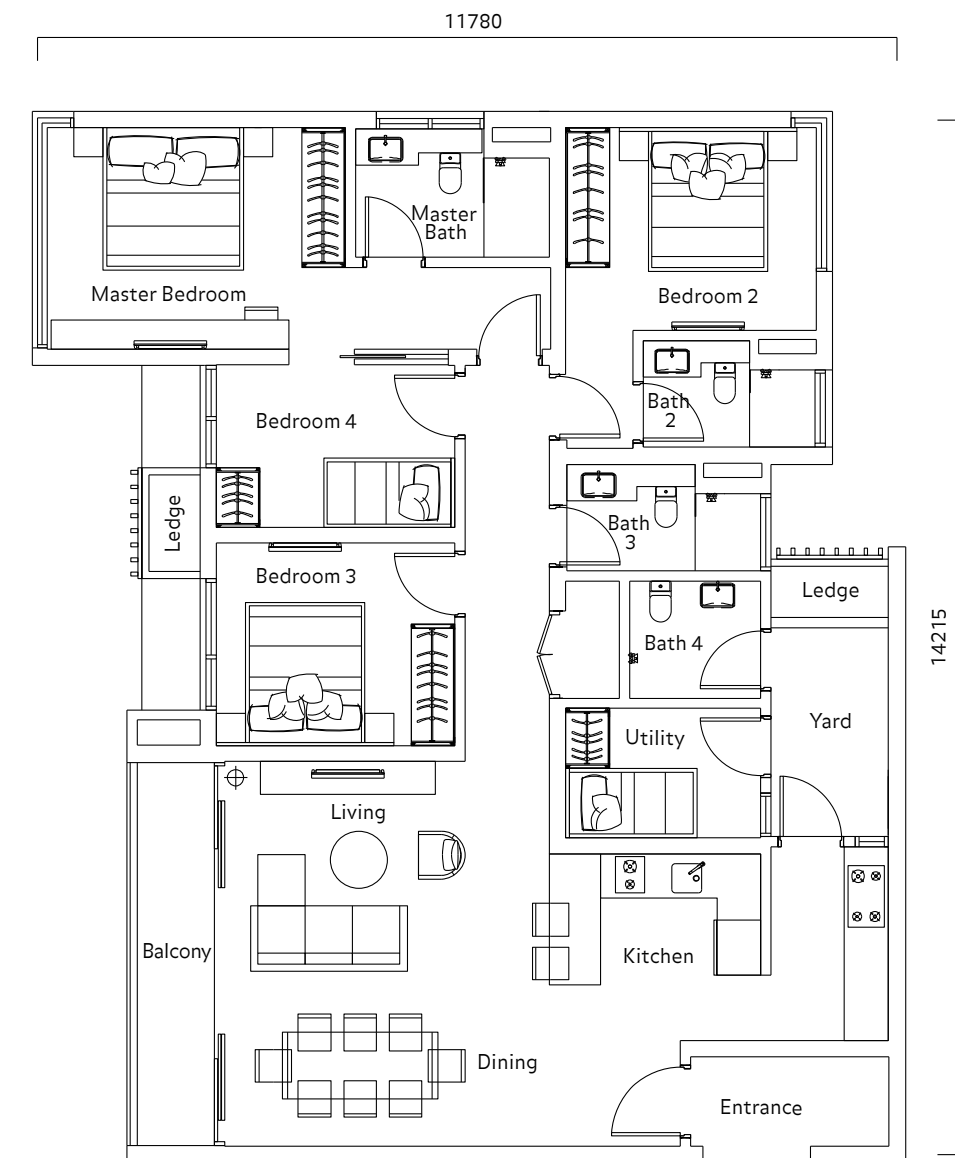 11780
Master
Bath
Master Bedroom
Bedroom 2
Bath
2
Bedroom 4
Ledge
Bath
3
Bedroom 3
Ledge
14215
Bath 4
Yard
Utility
Living
Balcony
Kitchen
Dining
Entrance